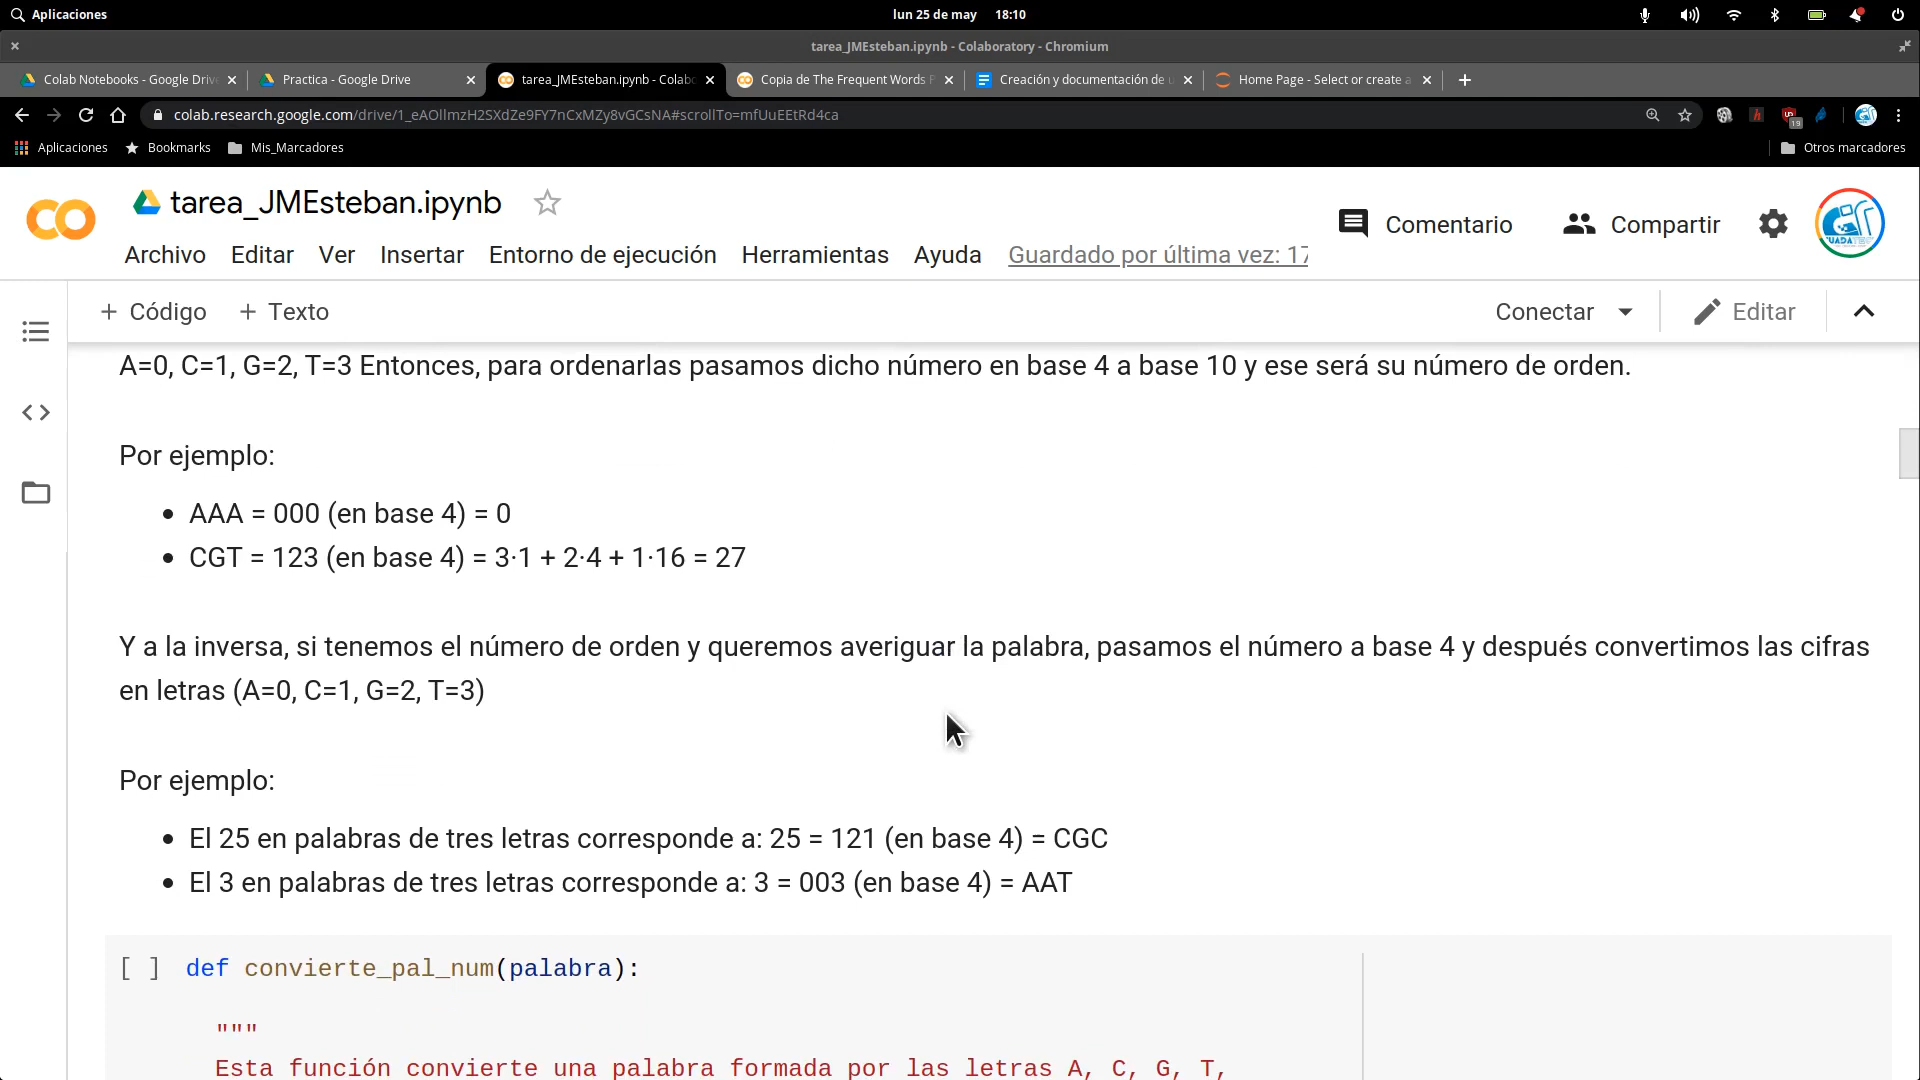 Aplicaciones
lun 25 de may 18:10
tarea_JMEsteban.ipynb - Colaboratory - Chromium
Colab Notebooks - Google Drive
Practica - Google Drive
tarea_JMEsteban.ipynb - Colabo
Copia de The Frequent Words P
Creación y documentación de u
Home Page - Select or create a
colab.research.google.com/drive/1_eAOllmzH2SXdZe9FY7nCxMZy8vGCsNA#scrollTo=mfUuEEtRd4ca
19
Aplicaciones
Bookmarks
Mis_Marcadores
Otros marcadores
tarea_JMEsteban.ipynb
Comentario
Compartir
Archivo Editar Ver Insertar Entorno de ejecución Herramientas Ayuda Guardado por última vez: 17
+ Código + Texto
Conectar
Editar
A=0, C=1, G=2, T=3 Entonces, para ordenarlas pasamos dicho número en base 4 a base 10 y ese será su número de orden.
Por ejemplo:
• AAA = 000 (en base 4) = 0
• CGT = 123 (en base 4) = 3·1 + 2·4 + 1·16 = 27
Y a la inversa, si tenemos el número de orden y queremos averiguar la palabra, pasamos el número a base 4 y después convertimos las cifras
en letras (A=0, C=1, G=2, T=3)
Por ejemplo:
• El 25 en palabras de tres letras corresponde a: 25 = 121 (en base 4) = CGC
• El 3 en palabras de tres letras corresponde a: 3 = 003 (en base 4) = AAT
[ ] def convierte_pal_num(palabra):
"""
Esta función convierte una palabra formada por las letras A, C, G, T,